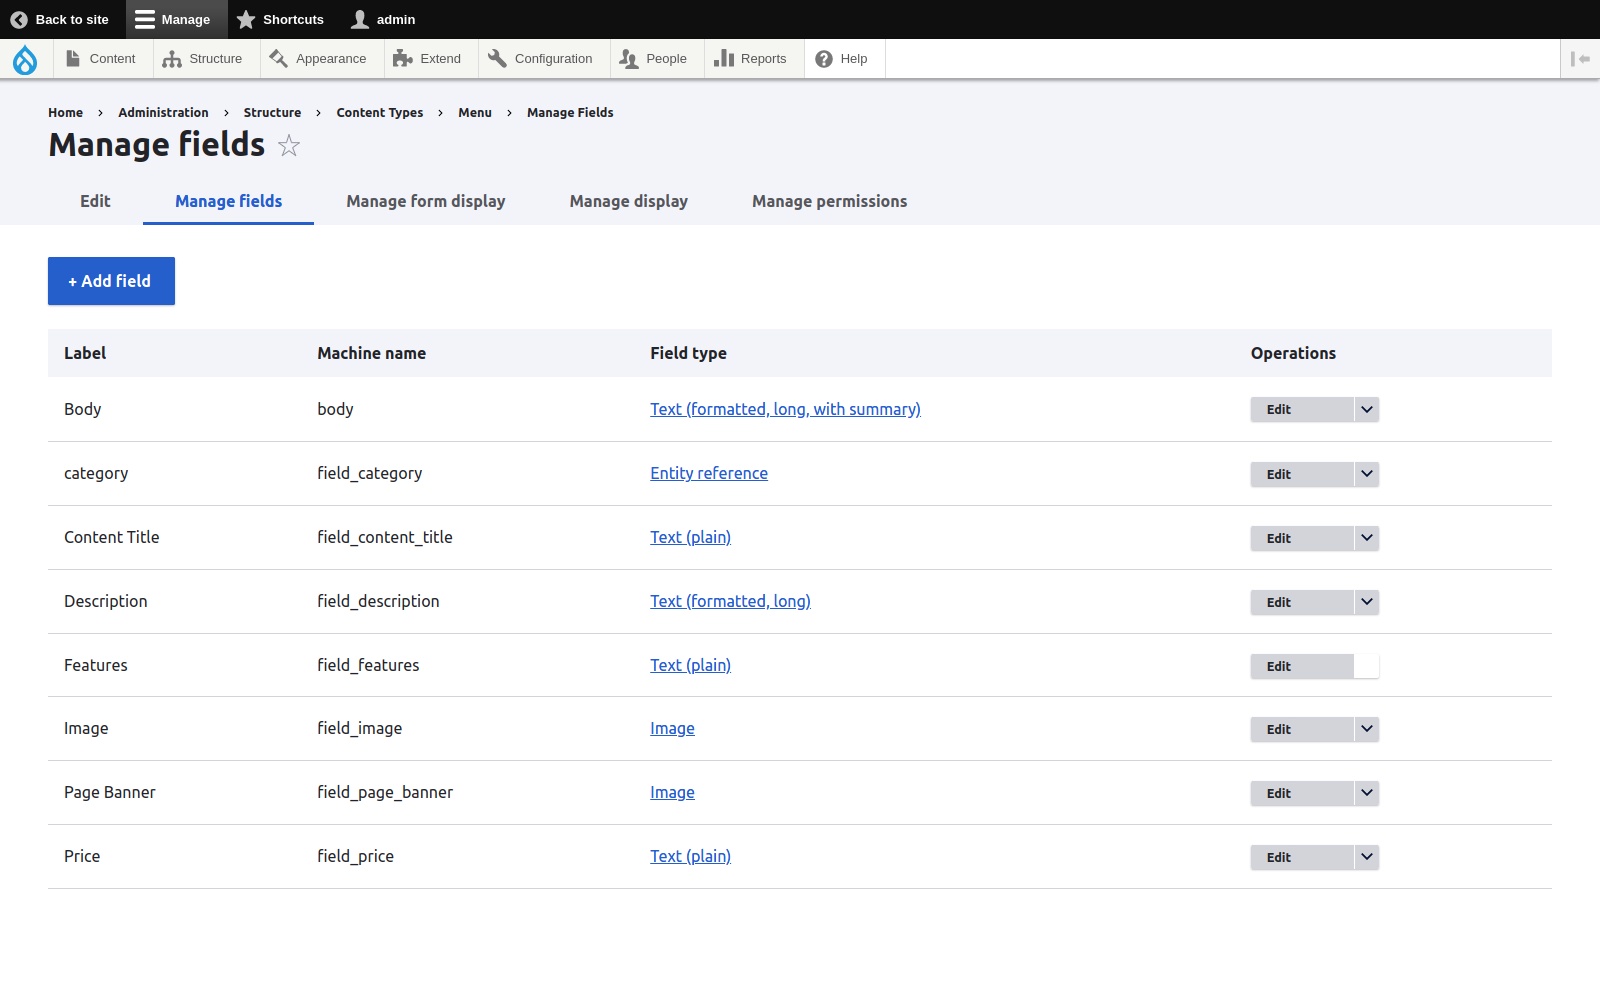 Back to site Manage Shortcuts admin
Content Structure Appearance Extend Configuration People Reports Help
Home › Administration › Structure › Content Types › Menu › Manage Fields
Manage fields
Edit Manage fields Manage form display Manage display Manage permissions
+ Add field
Label Machine name Field type Operations
Body body Text (formatted, long, with summary) Edit
category field_category Entity reference Edit
Content Title field_content_title Text (plain) Edit
Description field_description Text (formatted, long) Edit
Features field_features Text (plain) Edit
Image field_image Image Edit
Page Banner field_page_banner Image Edit
Price field_price Text (plain) Edit